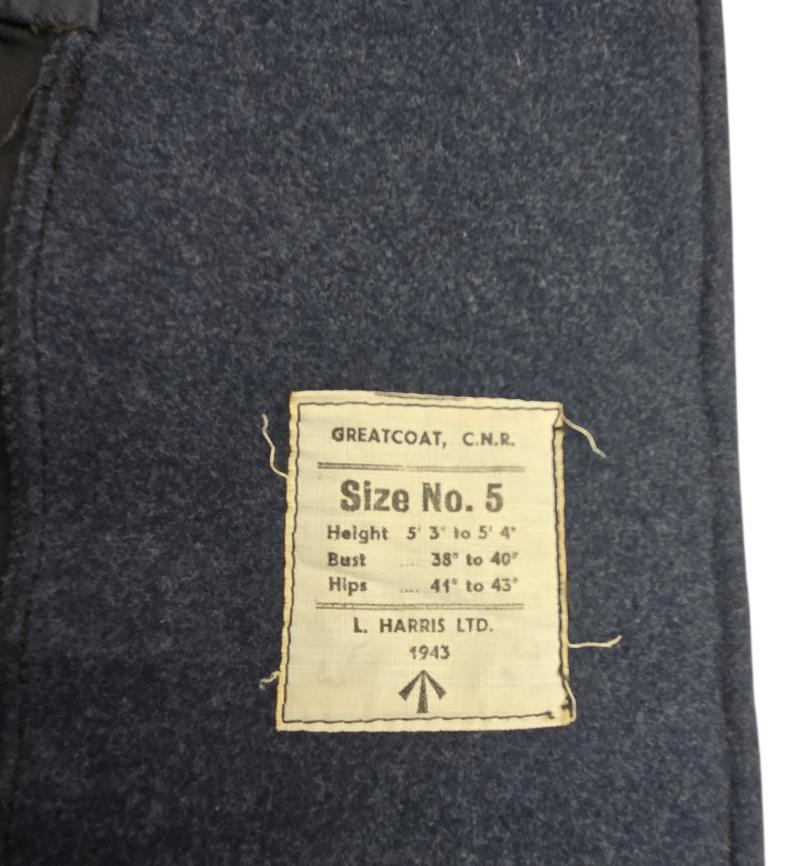 GREATCOAT, C.N.R.
Size No. 5
Height 5' 3" to 5' 4"
Bust .... 38" to 40"
Hips .... 41" to 43"
L. HARRIS LTD.
1943